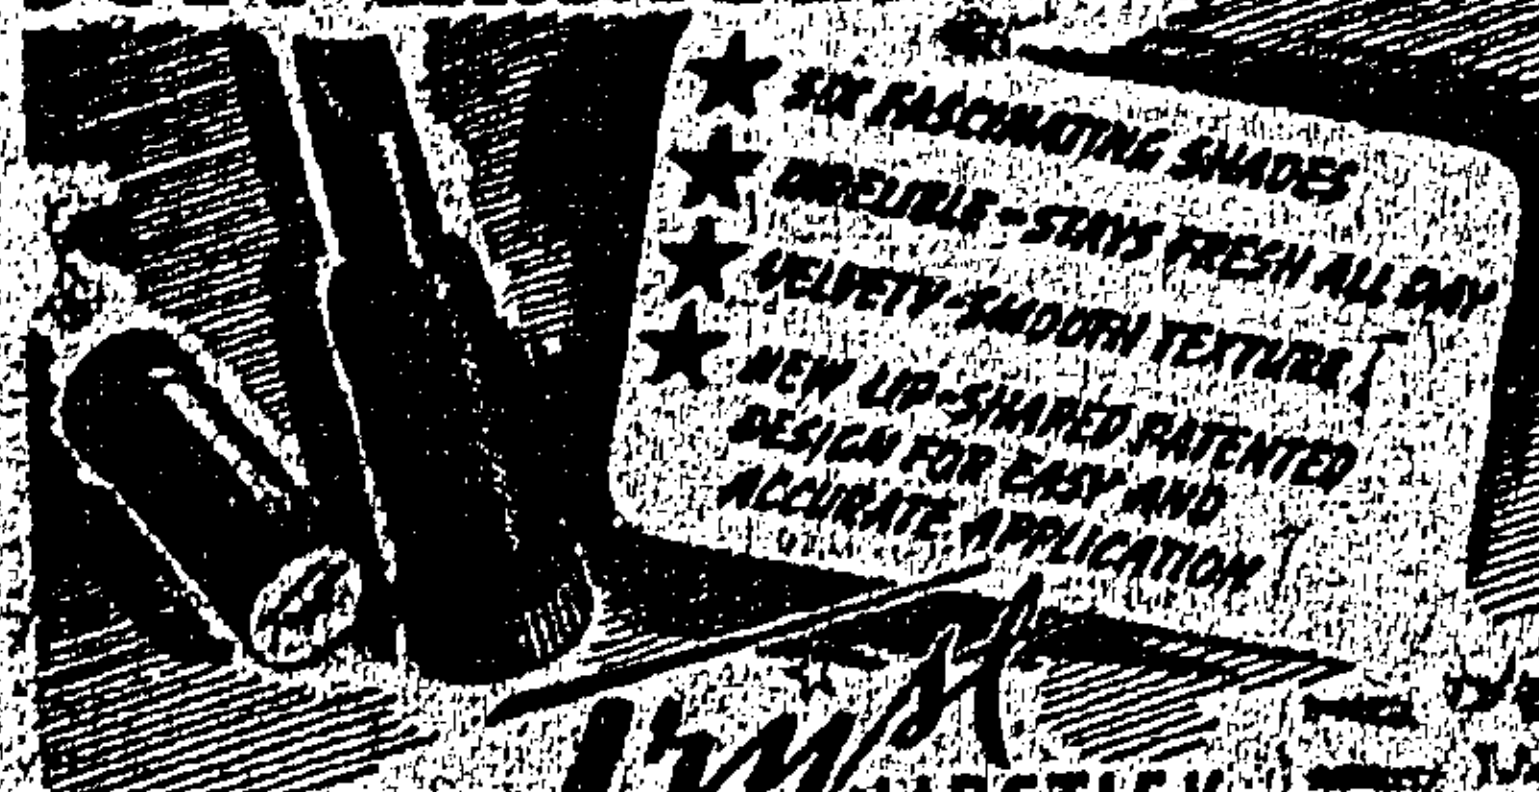 SIX FASCINATING SHADES
INDELIBLE - STAYS FRESH ALL DAY
VELVETY-SMOOTH TEXTURE
NEW LIP-SHAPED PATENTED
DESIGN FOR EASY AND
ACCURATE APPLICATION
LIPSTICK